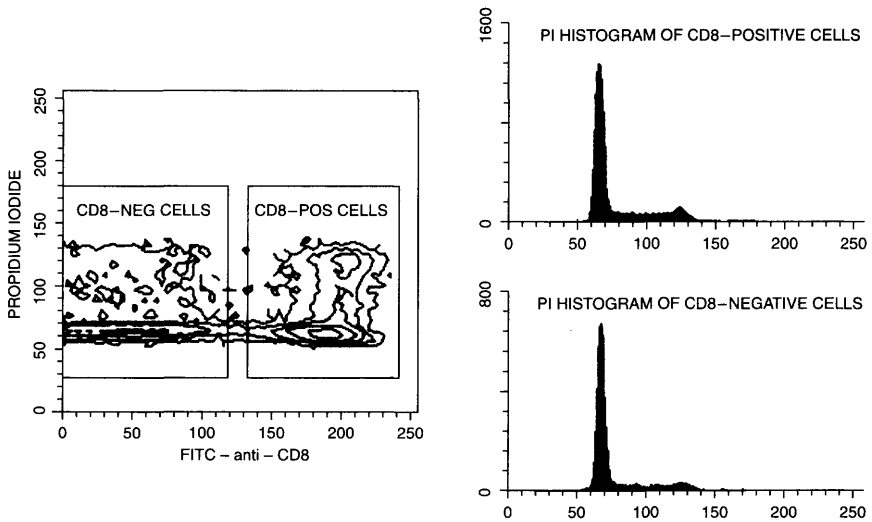 PROPIDIUM IODIDE
250
200
150
100
50
0
CD8–NEG CELLS
CD8–POS CELLS
0 50 100 150 200 250
FITC – anti – CD8
1600
PI HISTOGRAM OF CD8–POSITIVE CELLS
0
0 50 100 150 200 250
800
PI HISTOGRAM OF CD8–NEGATIVE CELLS
0
0 50 100 150 200 250